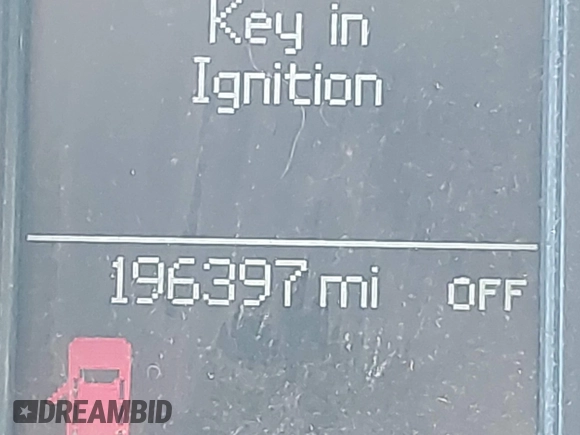 Key in
Ignition
196397 mi OFF
DREAMBID